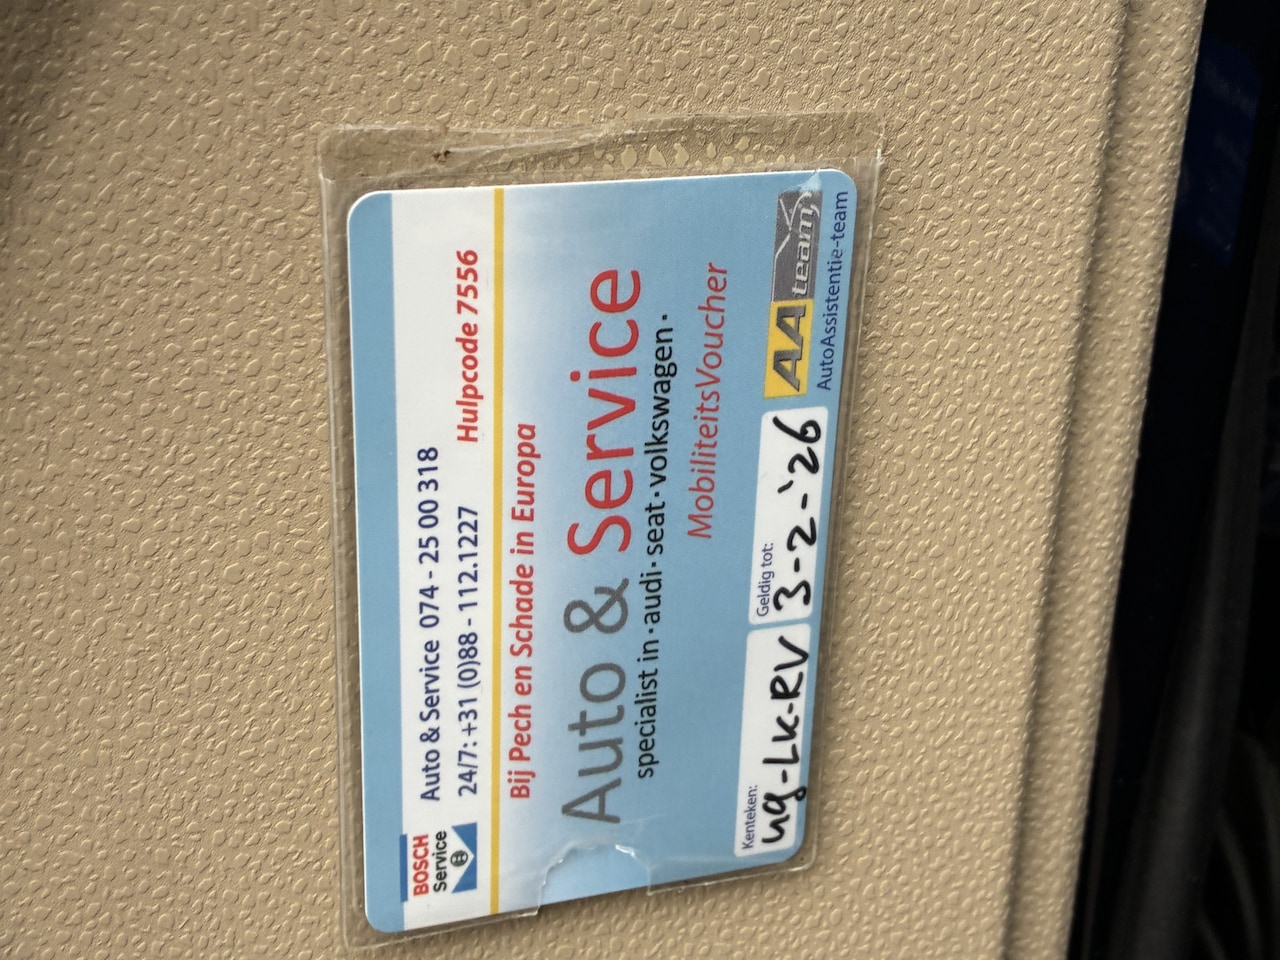 BOSCH
Service
Auto & Service 074 - 25 00 318
24/7: +31 (0)88 - 112.1227
Hulpcode 7556
Bij Pech en Schade in Europa
Auto & Service
specialist in·audi·seat·volkswagen·
MobiliteitsVoucher
Kenteken:
49-LK-RV
Geldig tot:
3-2-'26
AA team
AutoAssistentie-team